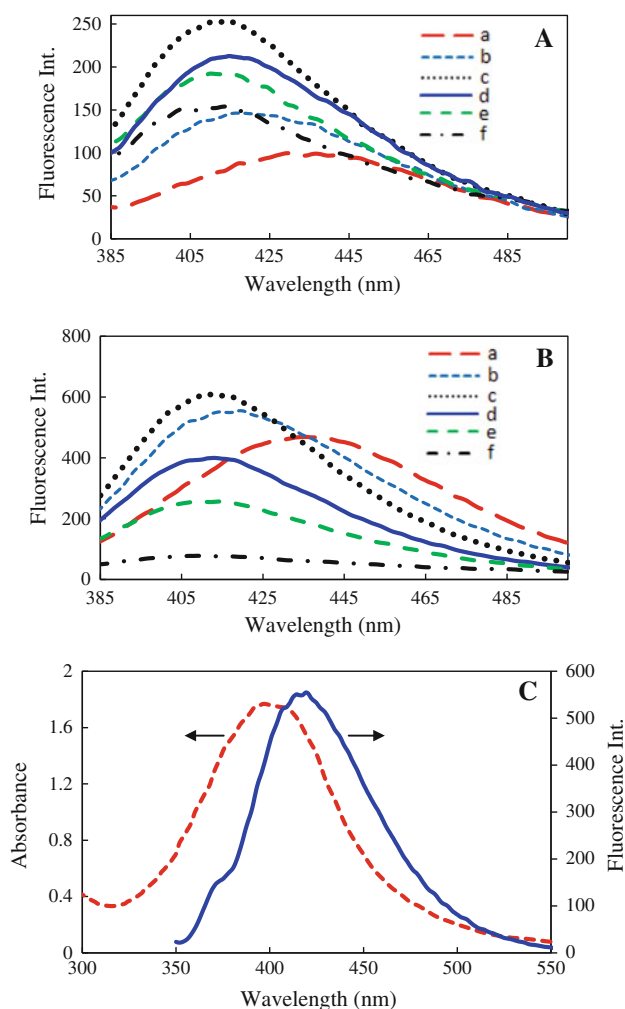 A
Fluorescence Int.
250
200
150
100
50
0
a
b
c
d
e
f
385 405 425 445 465 485
Wavelength (nm)
B
Fluorescence Int.
800
600
400
200
0
a
b
c
d
e
f
385 405 425 445 465 485
Wavelength (nm)
C
Absorbance
2
1.6
1.2
0.8
0.4
0
600
500
400
300
200
100
0
Fluorescence Int.
300 350 400 450 500 550
Wavelength (nm)